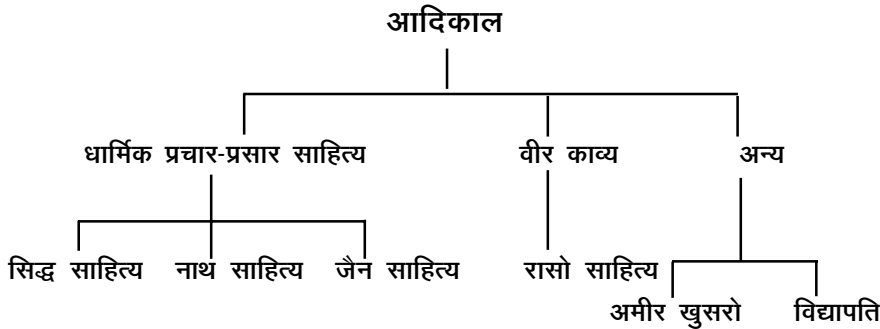 आदिकाल
धार्मिक प्रचार-प्रसार साहित्य वीर काव्य अन्य
सिद्ध साहित्य नाथ साहित्य जैन साहित्य रासो साहित्य
अमीर खुसरो विद्यापति